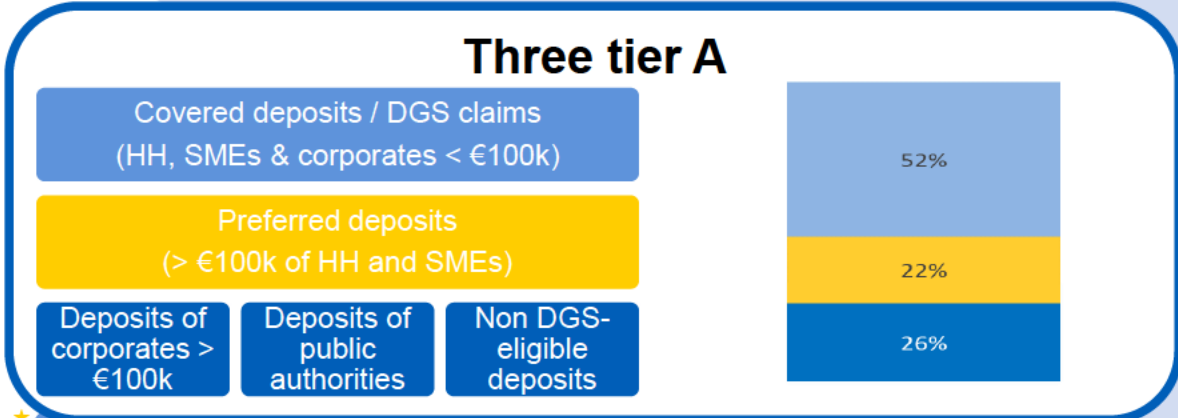 Three tier A
Covered deposits / DGS claims
(HH, SMEs & corporates < €100k)
Preferred deposits
(> €100k of HH and SMEs)
Deposits of
corporates >
€100k
Deposits of
public
authorities
Non DGS-
eligible
deposits
52%
22%
26%